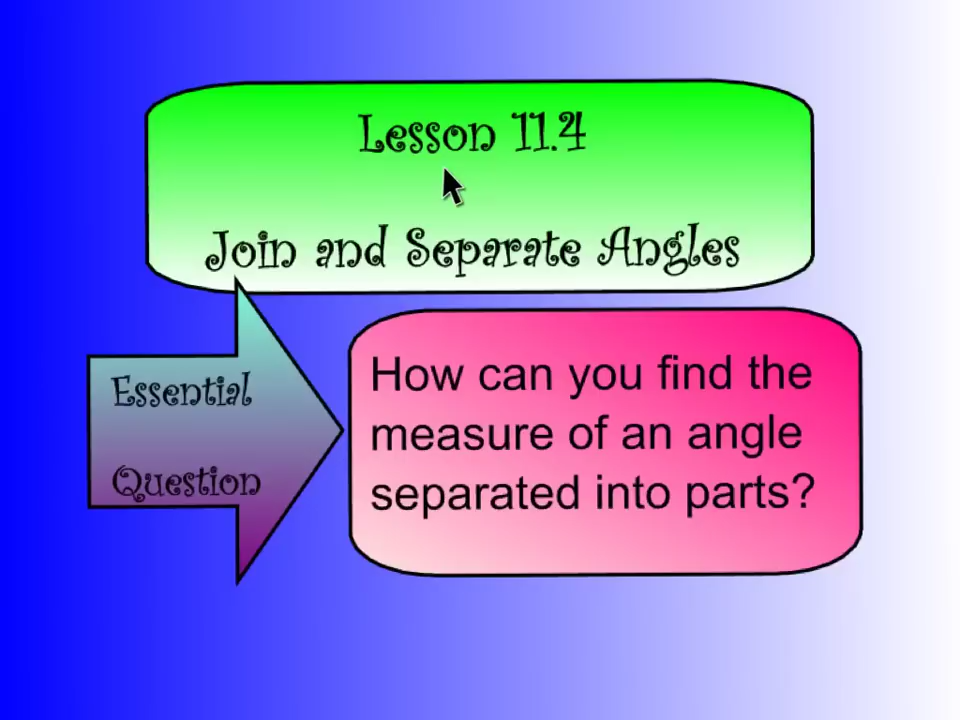 Lesson 11.4
Join and Separate Angles
Essential
Question
How can you find the
measure of an angle
separated into parts?